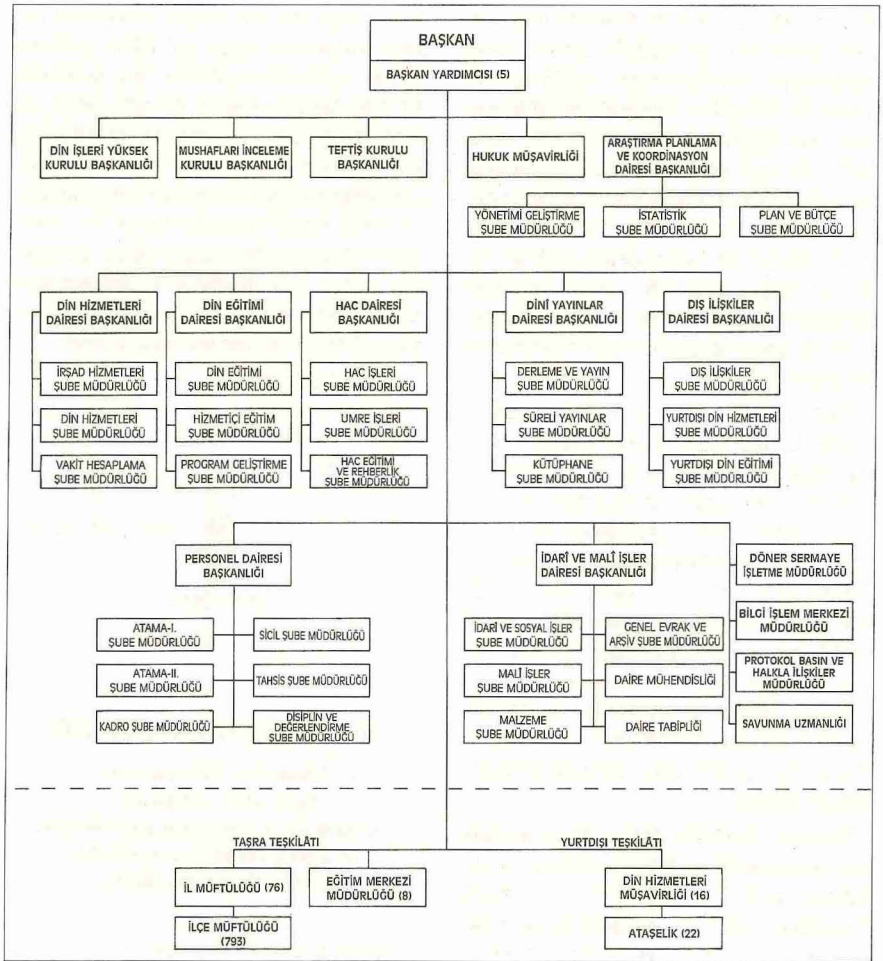 BAŞKAN
BAŞKAN YARDIMCISI (5)
DİN İŞLERİ YÜKSEK
KURULU BAŞKANLIĞI
MUSHAFLARI İNCELEME
KURULU BAŞKANLIĞI
TEFTİŞ KURULU
BAŞKANLIĞI
HUKUK MÜŞAVİRLİĞİ
ARAŞTIRMA PLANLAMA
VE KOORDİNASYON
DAİRESİ BAŞKANLIĞI
YÖNETİMİ GELİŞTİRME
ŞUBE MÜDÜRLÜĞÜ
İSTATİSTİK
ŞUBE MÜDÜRLÜĞÜ
PLAN VE BÜTÇE
ŞUBE MÜDÜRLÜĞÜ
DİN HİZMETLERİ
DAİRESİ BAŞKANLIĞI
DİN EĞİTİMİ
DAİRESİ BAŞKANLIĞI
HAC DAİRESİ
BAŞKANLIĞI
DİNÎ YAYINLAR
DAİRESİ BAŞKANLIĞI
DIŞ İLİŞKİLER
DAİRESİ BAŞKANLIĞI
İRŞAD HİZMETLERİ
ŞUBE MÜDÜRLÜĞÜ
DİN EĞİTİMİ
ŞUBE MÜDÜRLÜĞÜ
HAC İŞLERİ
ŞUBE MÜDÜRLÜĞÜ
DERLEME VE YAYIN
ŞUBE MÜDÜRLÜĞÜ
DIŞ İLİŞKİLER
ŞUBE MÜDÜRLÜĞÜ
DİN HİZMETLERİ
ŞUBE MÜDÜRLÜĞÜ
HİZMETİÇİ EĞİTİM
ŞUBE MÜDÜRLÜĞÜ
UMRE İŞLERİ
ŞUBE MÜDÜRLÜĞÜ
SÜRELİ YAYINLAR
ŞUBE MÜDÜRLÜĞÜ
YURTDIŞI DİN HİZMETLERİ
ŞUBE MÜDÜRLÜĞÜ
VAKİT HESAPLAMA
ŞUBE MÜDÜRLÜĞÜ
PROGRAM GELİŞTİRME
ŞUBE MÜDÜRLÜĞÜ
HAC EĞİTİMİ
VE REHBERLİK
ŞUBE MÜDÜRLÜĞÜ
KÜTÜPHANE
ŞUBE MÜDÜRLÜĞÜ
YURTDIŞI DİN EĞİTİMİ
ŞUBE MÜDÜRLÜĞÜ
PERSONEL DAİRESİ
BAŞKANLIĞI
İDARÎ VE MALÎ İŞLER
DAİRESİ BAŞKANLIĞI
DÖNER SERMAYE
İŞLETME MÜDÜRLÜĞÜ
ATAMA-I.
ŞUBE MÜDÜRLÜĞÜ
SİCİL ŞUBE MÜDÜRLÜĞÜ
İDARÎ VE SOSYAL İŞLER
ŞUBE MÜDÜRLÜĞÜ
GENEL EVRAK VE
ARŞİV ŞUBE MÜDÜRLÜĞÜ
BİLGİ İŞLEM MERKEZİ
MÜDÜRLÜĞÜ
ATAMA-II.
ŞUBE MÜDÜRLÜĞÜ
TAHSİS ŞUBE MÜDÜRLÜĞÜ
MALÎ İŞLER
ŞUBE MÜDÜRLÜĞÜ
DAİRE MÜHENDİSLİĞİ
PROTOKOL BASIN VE
HALKLA İLİŞKİLER
MÜDÜRLÜĞÜ
KADRO ŞUBE MÜDÜRLÜĞÜ
DİSİPLİN VE
DEĞERLENDİRME
ŞUBE MÜDÜRLÜĞÜ
MALZEME
ŞUBE MÜDÜRLÜĞÜ
DAİRE TABİPLİĞİ
SAVUNMA UZMANLIĞI
TAŞRA TEŞKİLÂTI
YURTDIŞI TEŞKİLÂTI
İL MÜFTÜLÜĞÜ (76)
EĞİTİM MERKEZİ
MÜDÜRLÜĞÜ (8)
DİN HİZMETLERİ
MÜŞAVİRLİĞİ (16)
İLÇE MÜFTÜLÜĞÜ
(793)
ATAŞELİK (22)